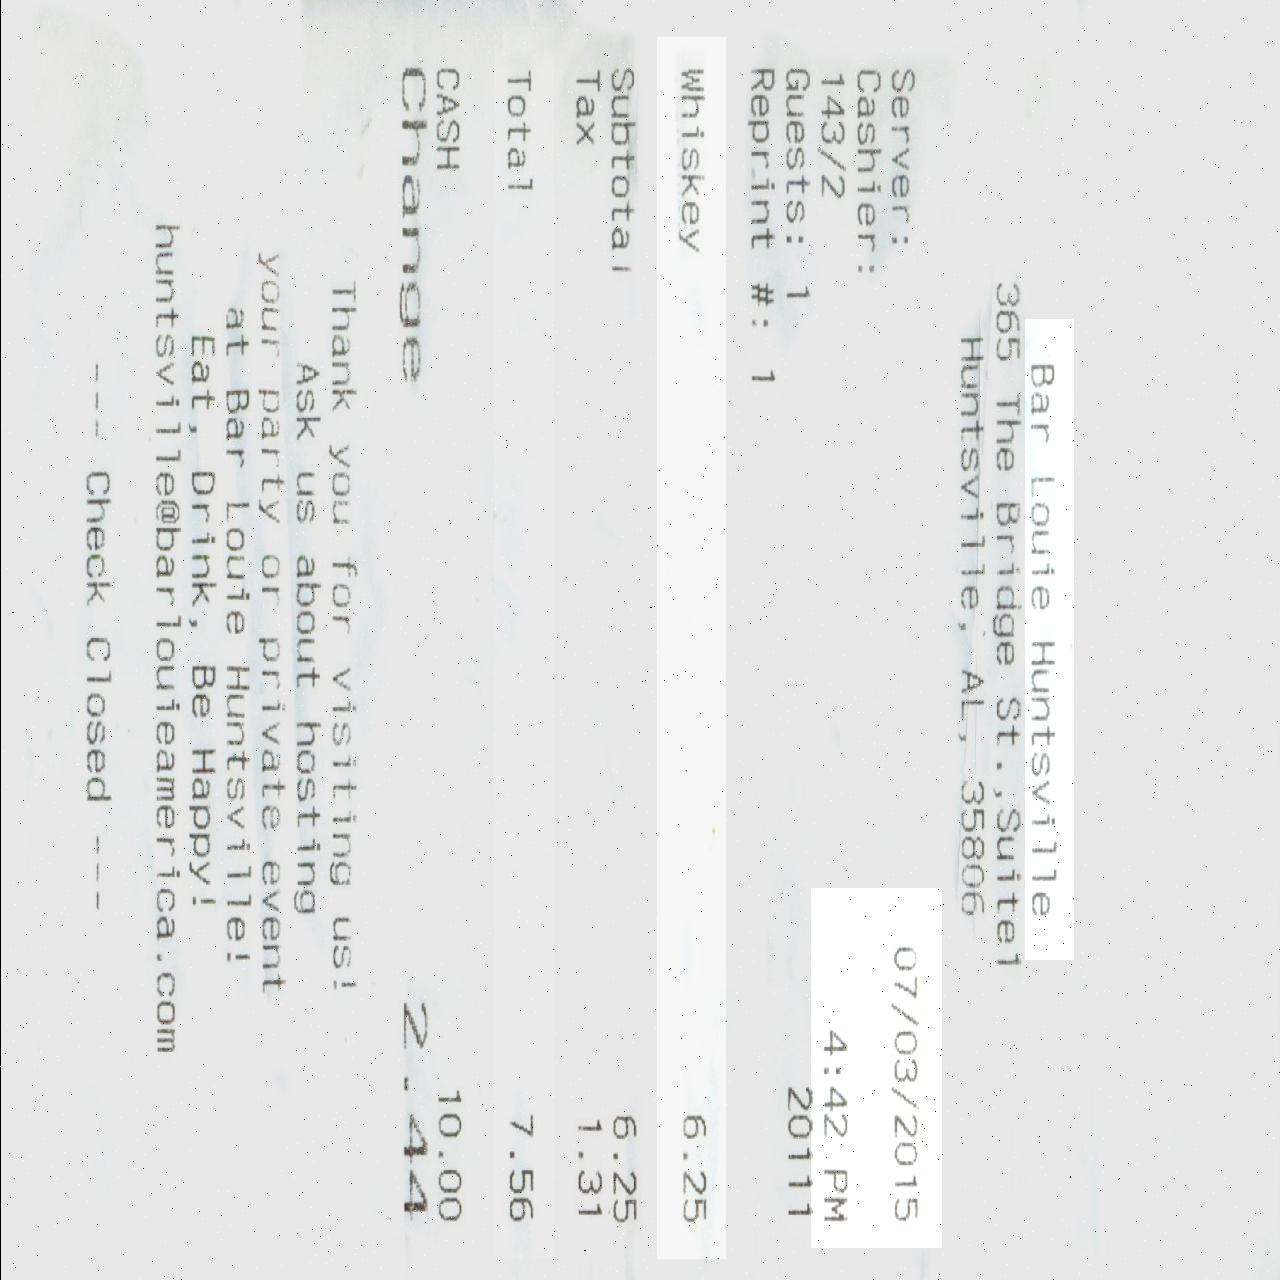 Bar Louie Huntsville
365 The Bridge St.,Suite1
Huntsville, AL, 35806
Server: 07/03/2015
Cashier:
143/2 4:42 PM
Guests: 1 20111
Reprint #: 1
Whiskey 6.25
Subtotal 6.25
Tax 1.31
Total 7.56
CASH 10.00
Change 2.44
Thank you for visiting us!
Ask us about hosting
your party or private event
at Bar Louie Huntsville!
Eat, Drink, Be Happy!
huntsville@barlouieamerica.com
--- Check Closed ---